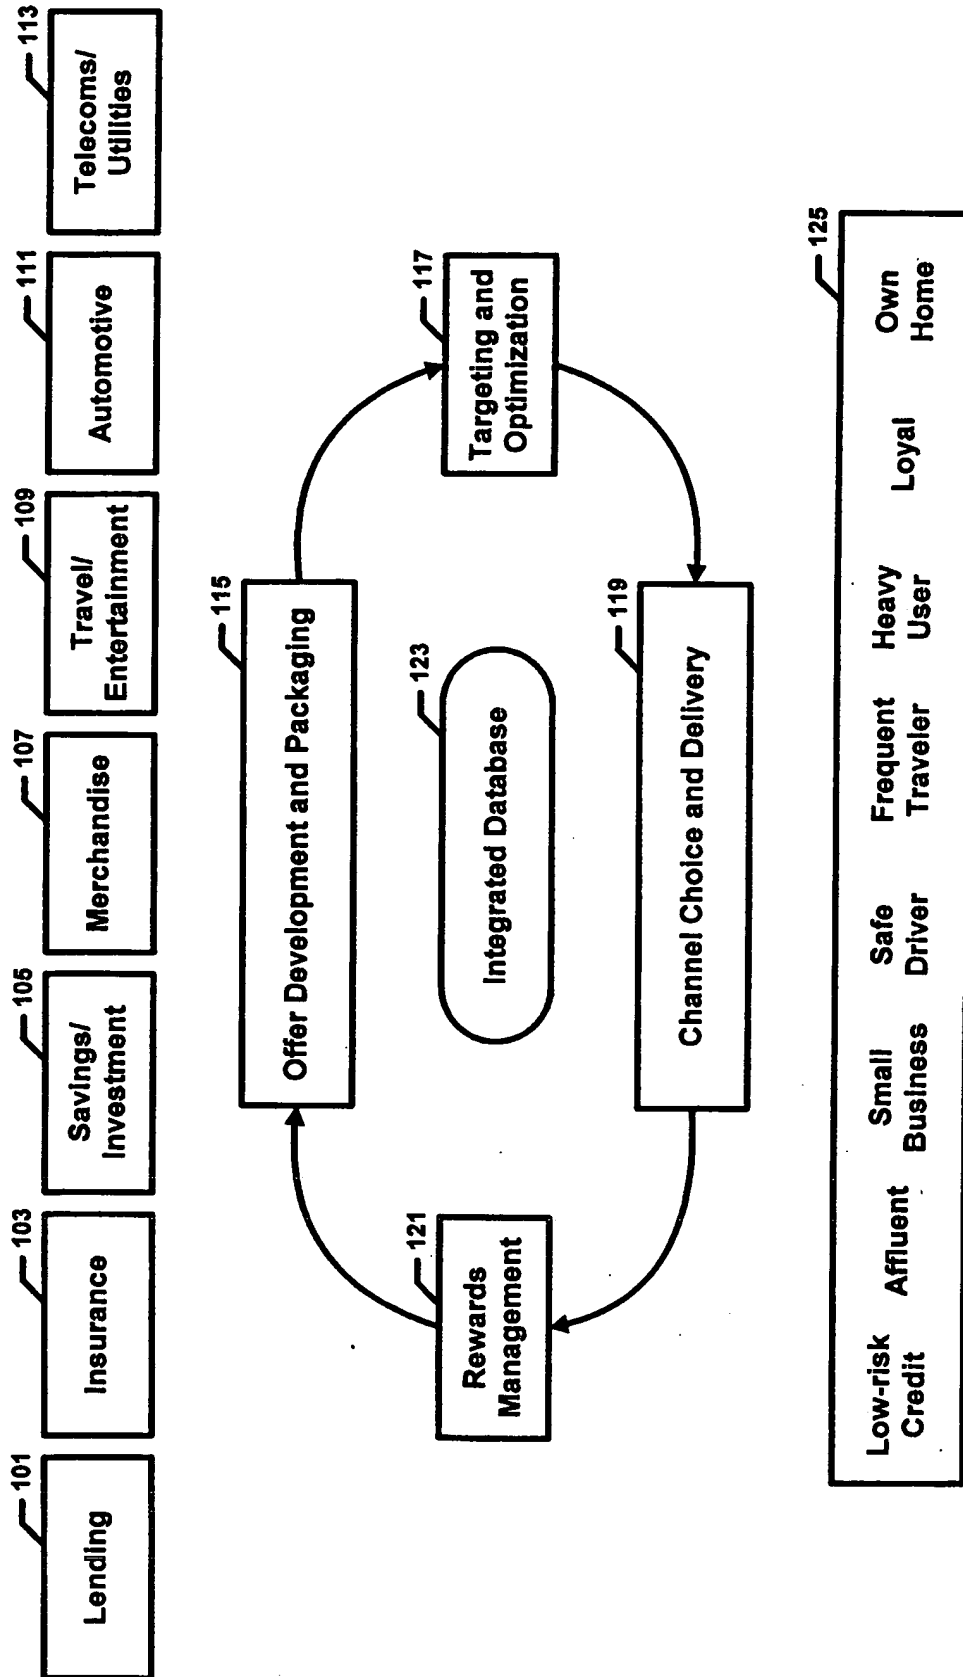 101
Lending
103
Insurance
105
Savings/
Investment
107
Merchandise
109
Travel/
Entertainment
111
Automotive
113
Telecoms/
Utilities
115
Offer Development and Packaging
121
Rewards
Management
123
Integrated Database
117
Targeting and
Optimization
119
Channel Choice and Delivery
125
Low-risk
Credit
Affluent
Small
Business
Safe
Driver
Frequent
Traveler
Heavy
User
Loyal
Own
Home